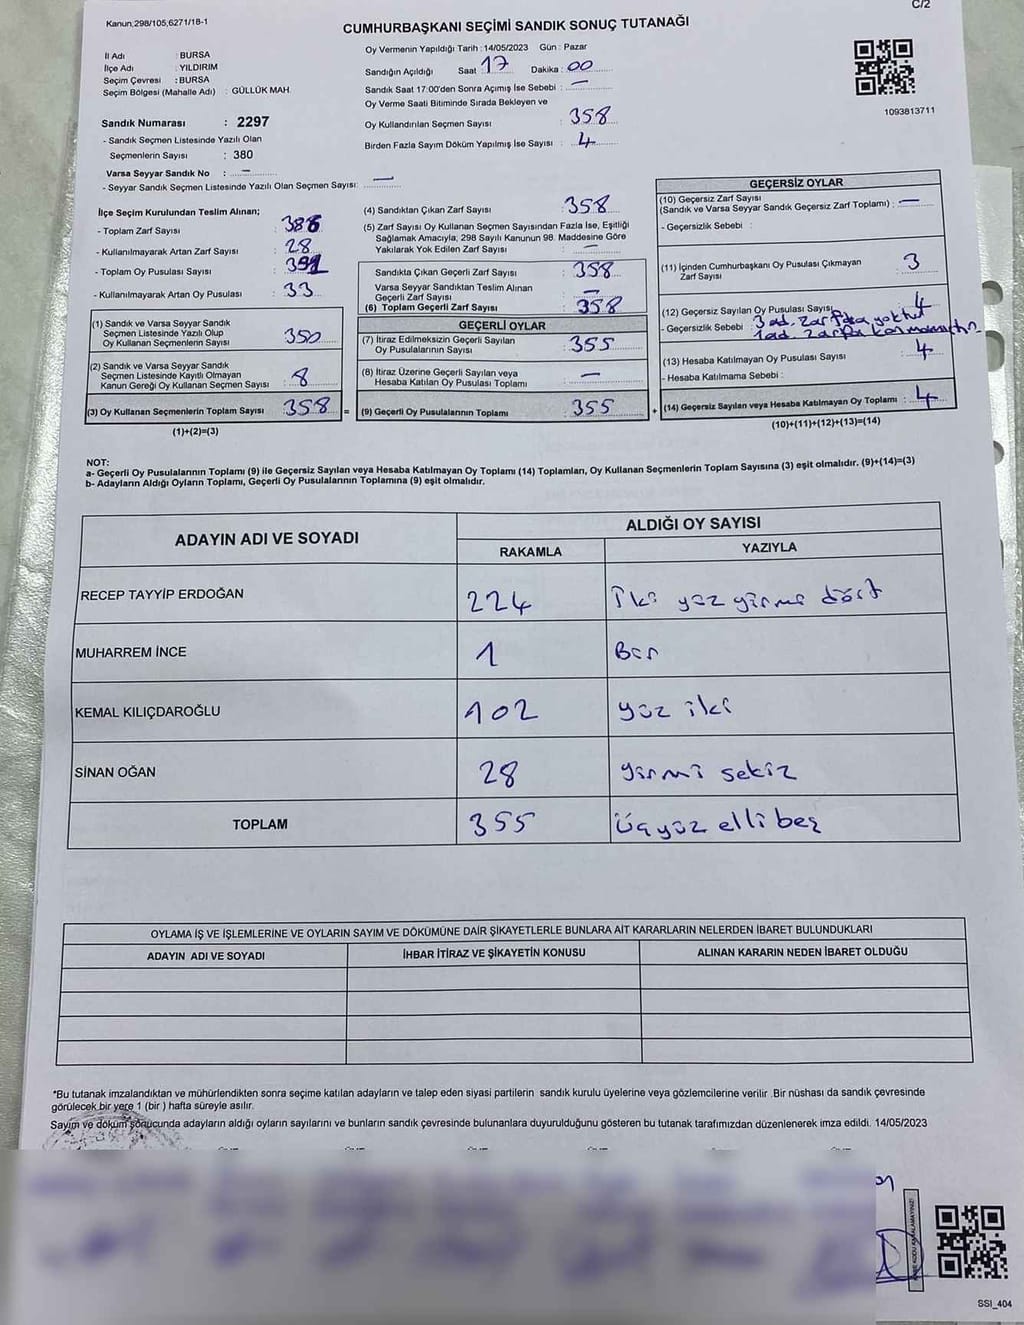 C/2
Kanun,298/105,6271/18-1
CUMHURBAŞKANI SEÇİMİ SANDIK SONUÇ TUTANAĞI
İl Adı : BURSA
İlçe Adı : YILDIRIM
Seçim Çevresi : BURSA
Seçim Bölgesi (Mahalle Adı) : GÜLLÜK MAH.
Sandık Numarası : 2297
- Sandık Seçmen Listesinde Yazılı Olan
Seçmenlerin Sayısı : 380
Varsa Seyyar Sandık No : –
- Seyyar Sandık Seçmen Listesinde Yazılı Olan Seçmen Sayısı: –
Oy Vermenin Yapıldığı Tarih : 14/05/2023 Gün : Pazar
Sandığın Açıldığı Saat 17 Dakika : 00
Sandık Saat 17:00'den Sonra Açımış İse Sebebi : –
Oy Verme Saati Bitiminde Sırada Bekleyen ve
Oy Kullandırılan Seçmen Sayısı : 358
Birden Fazla Sayım Döküm Yapılmış İse Sayısı : 4
1093813711
İlçe Seçim Kurulundan Teslim Alınan;
- Toplam Zarf Sayısı :
- Kullanılmayarak Artan Zarf Sayısı : 28
- Toplam Oy Pusulası Sayısı :
- Kullanılmayarak Artan Oy Pusulası : 33
(1) Sandık ve Varsa Seyyar Sandık
Seçmen Listesinde Yazılı Olup
Oy Kullanan Seçmenlerin Sayısı : 350
(2) Sandık ve Varsa Seyyar Sandık
Seçmen Listesinde Kayıtlı Olmayan
Kanun Gereği Oy Kullanan Seçmen Sayısı : 8
(3) Oy Kullanan Seçmenlerin Toplam Sayısı : 358 =
(1)+(2)=(3)
(4) Sandıktan Çıkan Zarf Sayısı : 358
(5) Zarf Sayısı Oy Kullanan Seçmen Sayısından Fazla İse, Eşitliği
Sağlamak Amacıyla; 298 Sayılı Kanunun 98. Maddesine Göre
Yakılarak Yok Edilen Zarf Sayısı : –
Sandıkta Çıkan Geçerli Zarf Sayısı : 358
Varsa Seyyar Sandıktan Teslim Alınan
Geçerli Zarf Sayısı : –
(6) Toplam Geçerli Zarf Sayısı : 358
GEÇERLİ OYLAR
(7) İtiraz Edilmeksizin Geçerli Sayılan
Oy Pusulalarının Sayısı : 355
(8) İtiraz Üzerine Geçerli Sayılan veya
Hesaba Katılan Oy Pusulası Toplamı : –
(9) Geçerli Oy Pusulalarının Toplamı : 355 +
GEÇERSİZ OYLAR
(10) Geçersiz Zarf Sayısı
(Sandık ve Varsa Seyyar Sandık Geçersiz Zarf Toplamı) : –
- Geçersizlik Sebebi :
(11) İçinden Cumhurbaşkanı Oy Pusulası Çıkmayan
Zarf Sayısı : 3
(12) Geçersiz Sayılan Oy Pusulası Sayısı 4
- Geçersizlik Sebebi : 3 ad. Zarfda yoktur
1 ad. zarfa konmamıştır.
(13) Hesaba Katılmayan Oy Pusulası Sayısı : 4
- Hesaba Katılmama Sebebi :
(14) Geçersiz Sayılan veya Hesaba Katılmayan Oy Toplamı : 4
(10)+(11)+(12)+(13)=(14)
NOT:
a- Geçerli Oy Pusulalarının Toplamı (9) ile Geçersiz Sayılan veya Hesaba Katılmayan Oy Toplamı (14) Toplamları, Oy Kullanan Seçmenlerin Toplam Sayısına (3) eşit olmalıdır. (9)+(14)=(3)
b- Adayların Aldığı Oyların Toplamı, Geçerli Oy Pusulalarının Toplamına (9) eşit olmalıdır.
ADAYIN ADI VE SOYADI ALDIĞI OY SAYISI
RAKAMLA YAZIYLA
RECEP TAYYİP ERDOĞAN 224 İki yüz yirmi dört
MUHARREM İNCE 1 Bir
KEMAL KILIÇDAROĞLU 102 yüz iki
SİNAN OĞAN 28 yirmi sekiz
TOPLAM 355 Üçyüz elli beş
OYLAMA İŞ VE İŞLEMLERİNE VE OYLARIN SAYIM VE DÖKÜMÜNE DAİR ŞİKAYETLERLE BUNLARA AİT KARARLARIN NELERDEN İBARET BULUNDUKLARI
ADAYIN ADI VE SOYADI İHBAR İTİRAZ VE ŞİKAYETİN KONUSU ALINAN KARARIN NEDEN İBARET OLDUĞU
*Bu tutanak imzalandıktan ve mühürlendikten sonra seçime katılan adayların ve talep eden siyasi partilerin sandık kurulu üyelerine veya gözlemcilerine verilir .Bir nüshası da sandık çevresinde
görülecek bir yere 1 (bir ) hafta süreyle asılır.
Sayım ve döküm sonucunda adayların aldığı oyların sayılarını ve bunların sandık çevresinde bulunanlara duyurulduğunu gösteren bu tutanak tarafımızdan düzenlenerek imza edildi. 14/05/2023
SSI_404